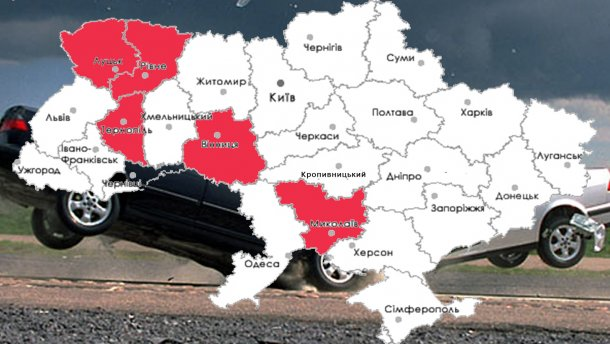 Чернігів
Суми
Луцьк
Рівне
Житомир
Київ
Львів
Тернопіль
Хмельницький
Полтава
Харків
Вінниця
Черкаси
Івано-
Франківськ
Луганськ
Ужгород
Кропивницький
Чернівці
Дніпро
Донецьк
Запоріжжя
Миколаїв
Одеса
Херсон
Сімферополь